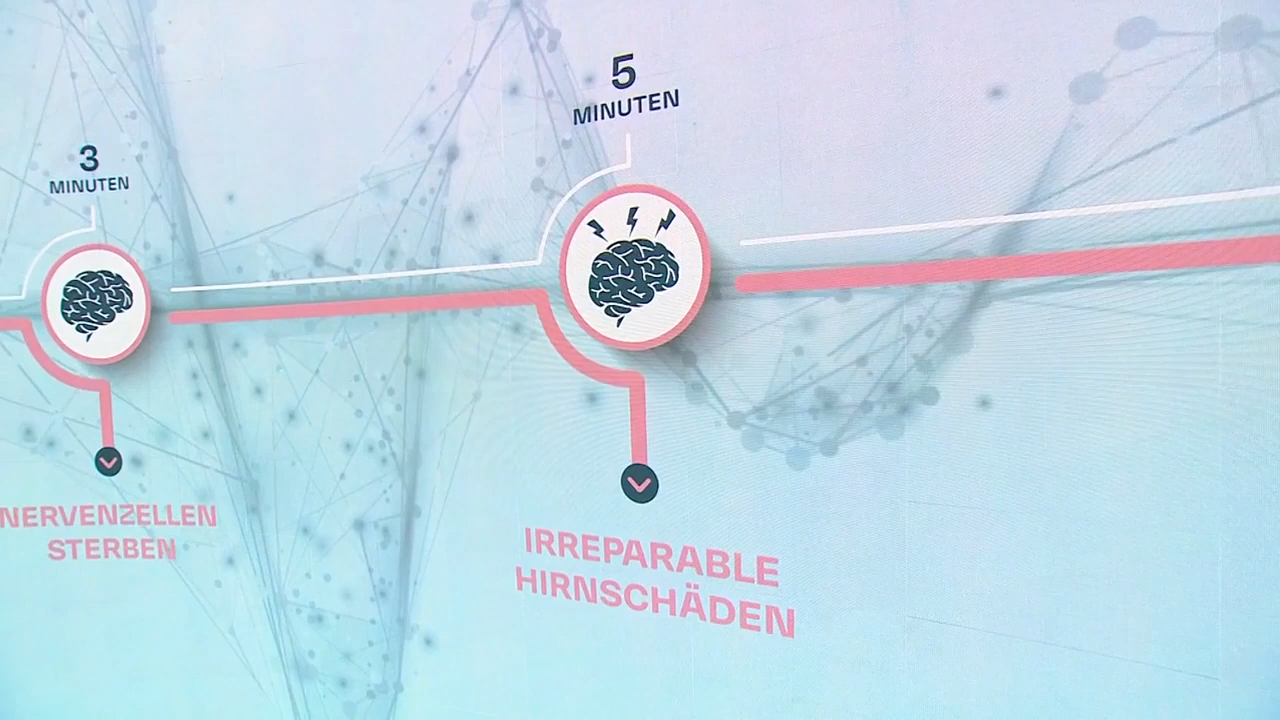 3
MINUTEN
NERVENZELLEN
STERBEN
5
MINUTEN
IRREPARABLE
HIRNSCHÄDEN